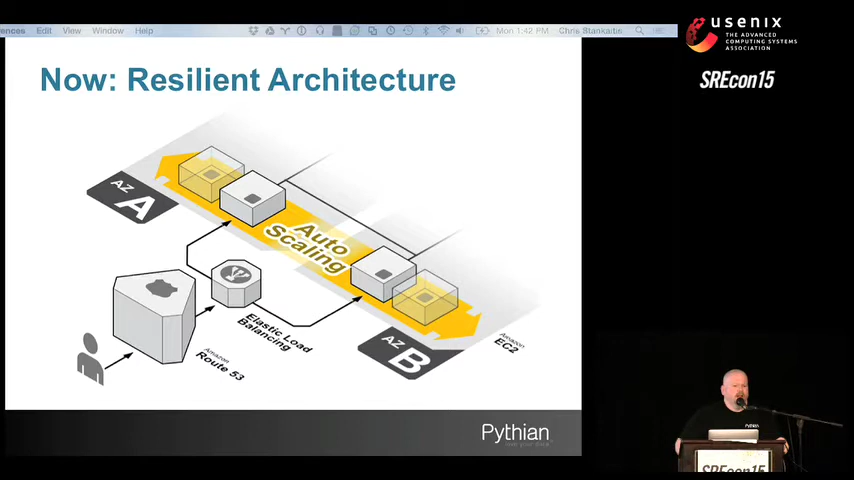 ences Edit View Window Help Mon 1:42 PM Chris Stankaitis
usenix
THE ADVANCED
COMPUTING SYSTEMS
ASSOCIATION
SREcon15
Now: Resilient Architecture
AZ
A
Auto
Scaling
Elastic Load
Balancing
Amazon
Route 53
AZ
B
Amazon
EC2
Pythian
SREcon15